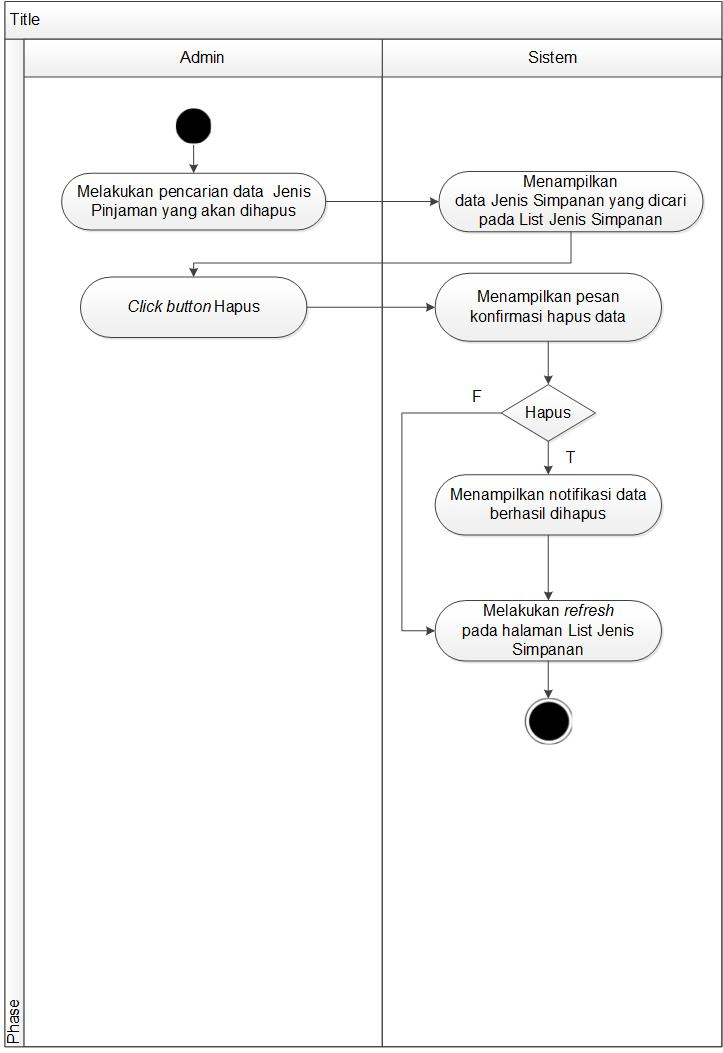 Title
Admin
Sistem
Melakukan pencarian data  Jenis
Pinjaman yang akan dihapus
Menampilkan
data Jenis Simpanan yang dicari
pada List Jenis Simpanan
Click button Hapus
Menampilkan pesan
konfirmasi hapus data
F
Hapus
T
Menampilkan notifikasi data
berhasil dihapus
Melakukan refresh
pada halaman List Jenis
Simpanan
Phase